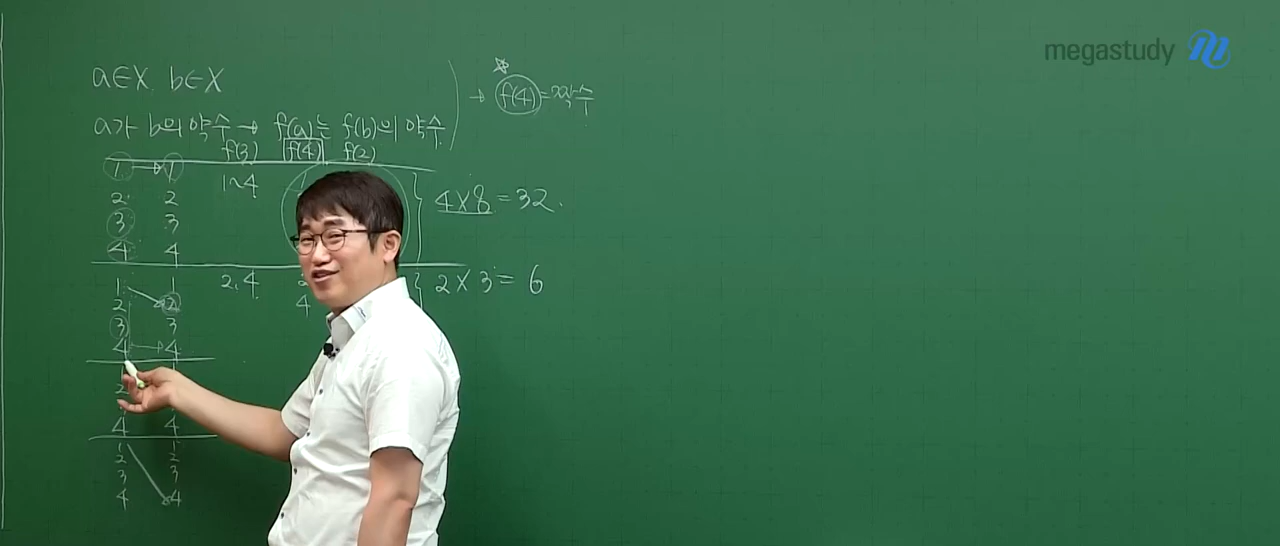 megastudy
a∈X b∈X
→ f(4)=짝수
a가 b의 약수 → f(a)는 f(b)의 약수
f(3) f(4) f(2)
1 → 1 1~4
2 2 4×8=32.
3 3
4 4
1 1 2,4 2 2×3=6
2 2 4
3 3
4 → 4
2
4 4
1 1
2 2
3 3
4 4